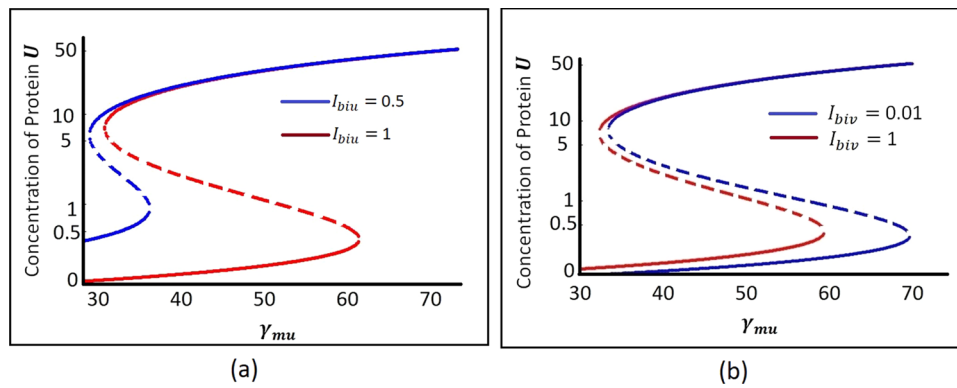 Concentration of Protein U
50
10
5
1
0.5
0
I_biu = 0.5
I_biu = 1
30 40 50 60 70
γ_mu
(a)
Concentration of Protein U
50
10
5
1
0.5
0
I_biv = 0.01
I_biv = 1
30 40 50 60 70
γ_mu
(b)